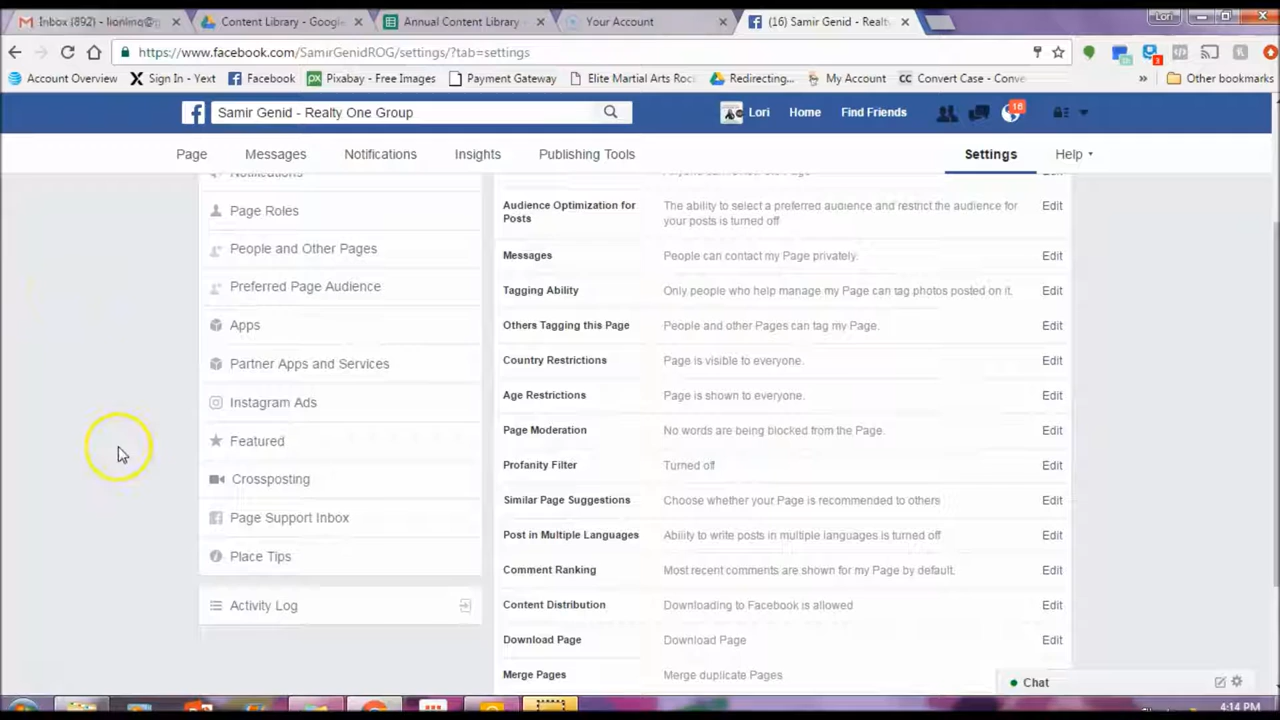 Inbox (892) - lionlmq@
Content Library - Google
Annual Content Library -
Your Account
(16) Samir Genid - Realt
Lori
https://www.facebook.com/SamirGenidROG/settings/?tab=settings
Account Overview
Sign In - Yext
Facebook
Pixabay - Free Images
Payment Gateway
Elite Martial Arts Roc
Redirecting...
My Account
CC Convert Case - Conve
Other bookmarks
Samir Genid - Realty One Group
Lori
Home
Find Friends
16
Page
Messages
Notifications
Insights
Publishing Tools
Settings
Help
Notifications
Page Roles
People and Other Pages
Preferred Page Audience
Apps
Partner Apps and Services
Instagram Ads
Featured
Crossposting
Page Support Inbox
Place Tips
Activity Log
Edit
Audience Optimization for Posts
The ability to select a preferred audience and restrict the audience for
your posts is turned off
Edit
Messages
People can contact my Page privately.
Edit
Tagging Ability
Only people who help manage my Page can tag photos posted on it.
Edit
Others Tagging this Page
People and other Pages can tag my Page.
Edit
Country Restrictions
Page is visible to everyone.
Edit
Age Restrictions
Page is shown to everyone.
Edit
Page Moderation
No words are being blocked from the Page.
Edit
Profanity Filter
Turned off
Edit
Similar Page Suggestions
Choose whether your Page is recommended to others
Edit
Post in Multiple Languages
Ability to write posts in multiple languages is turned off
Edit
Comment Ranking
Most recent comments are shown for my Page by default.
Edit
Content Distribution
Downloading to Facebook is allowed
Edit
Download Page
Download Page
Edit
Merge Pages
Merge duplicate Pages
Chat
4:14 PM